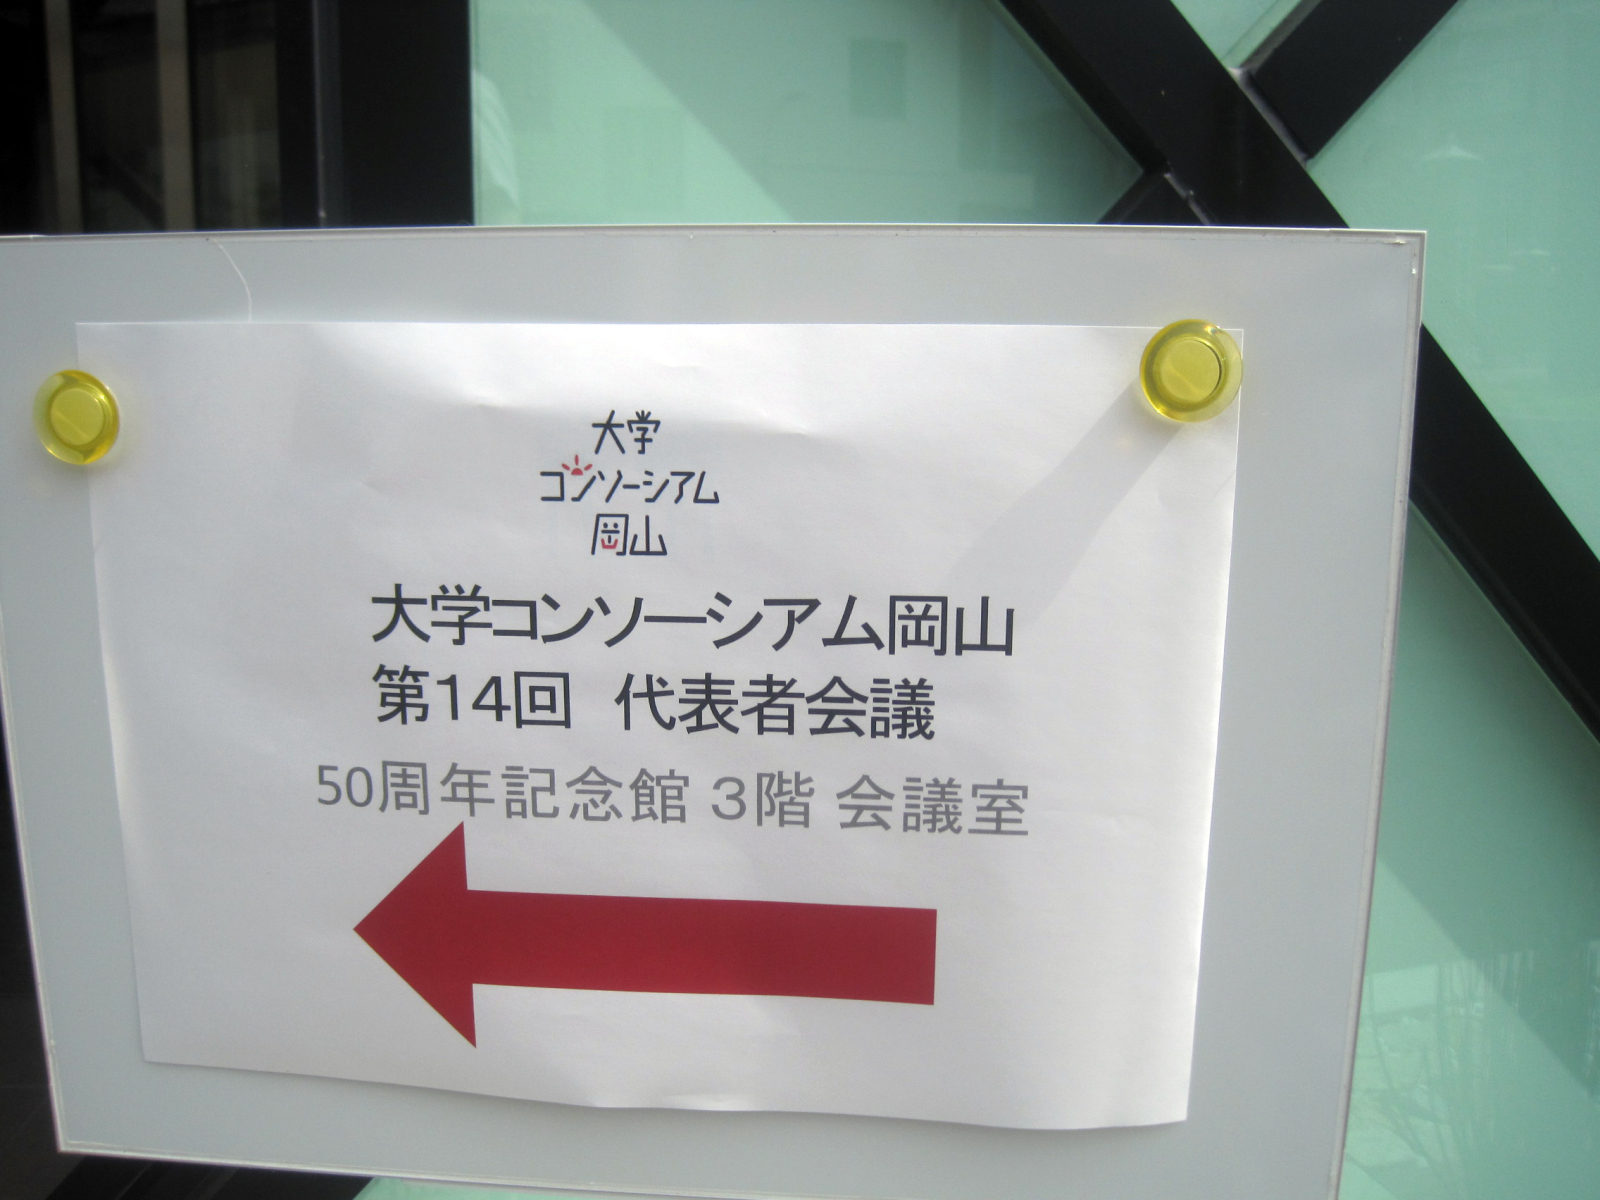 大学
コンソーシアム
岡山
大学コンソーシアム岡山
第14回　代表者会議
50周年記念館 3階 会議室